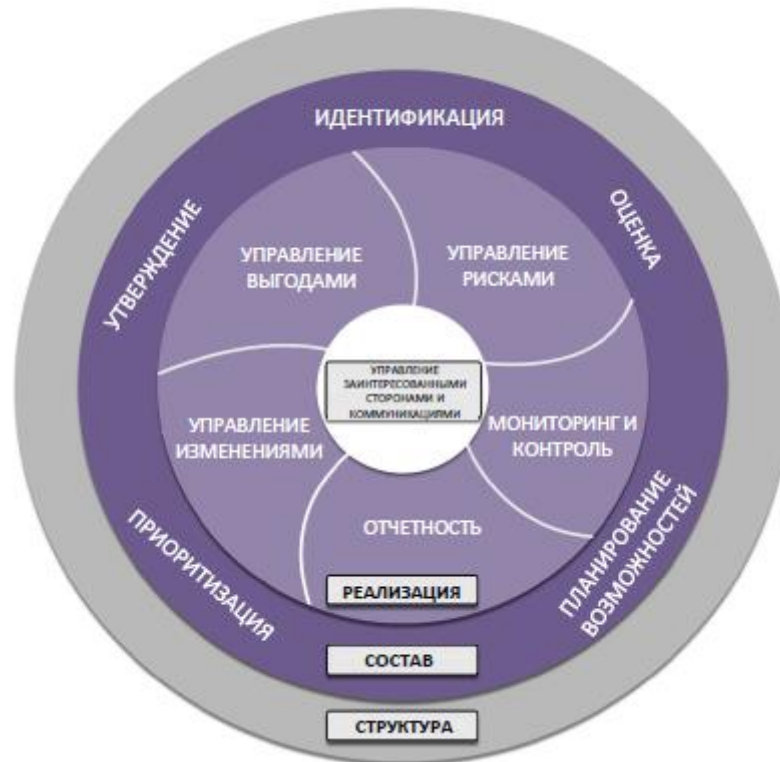 ИДЕНТИФИКАЦИЯ
УТВЕРЖДЕНИЕ
ОЦЕНКА
УПРАВЛЕНИЕ
ВЫГОДАМИ
УПРАВЛЕНИЕ
РИСКАМИ
УПРАВЛЕНИЕ
ЗАИНТЕРЕСОВАННЫМИ
СТОРОНАМИ И
КОММУНИКАЦИЯМИ
УПРАВЛЕНИЕ
ИЗМЕНЕНИЯМИ
МОНИТОРИНГ И
КОНТРОЛЬ
ОТЧЕТНОСТЬ
ПРИОРИТИЗАЦИЯ
ПЛАНИРОВАНИЕ
ВОЗМОЖНОСТЕЙ
РЕАЛИЗАЦИЯ
СОСТАВ
СТРУКТУРА